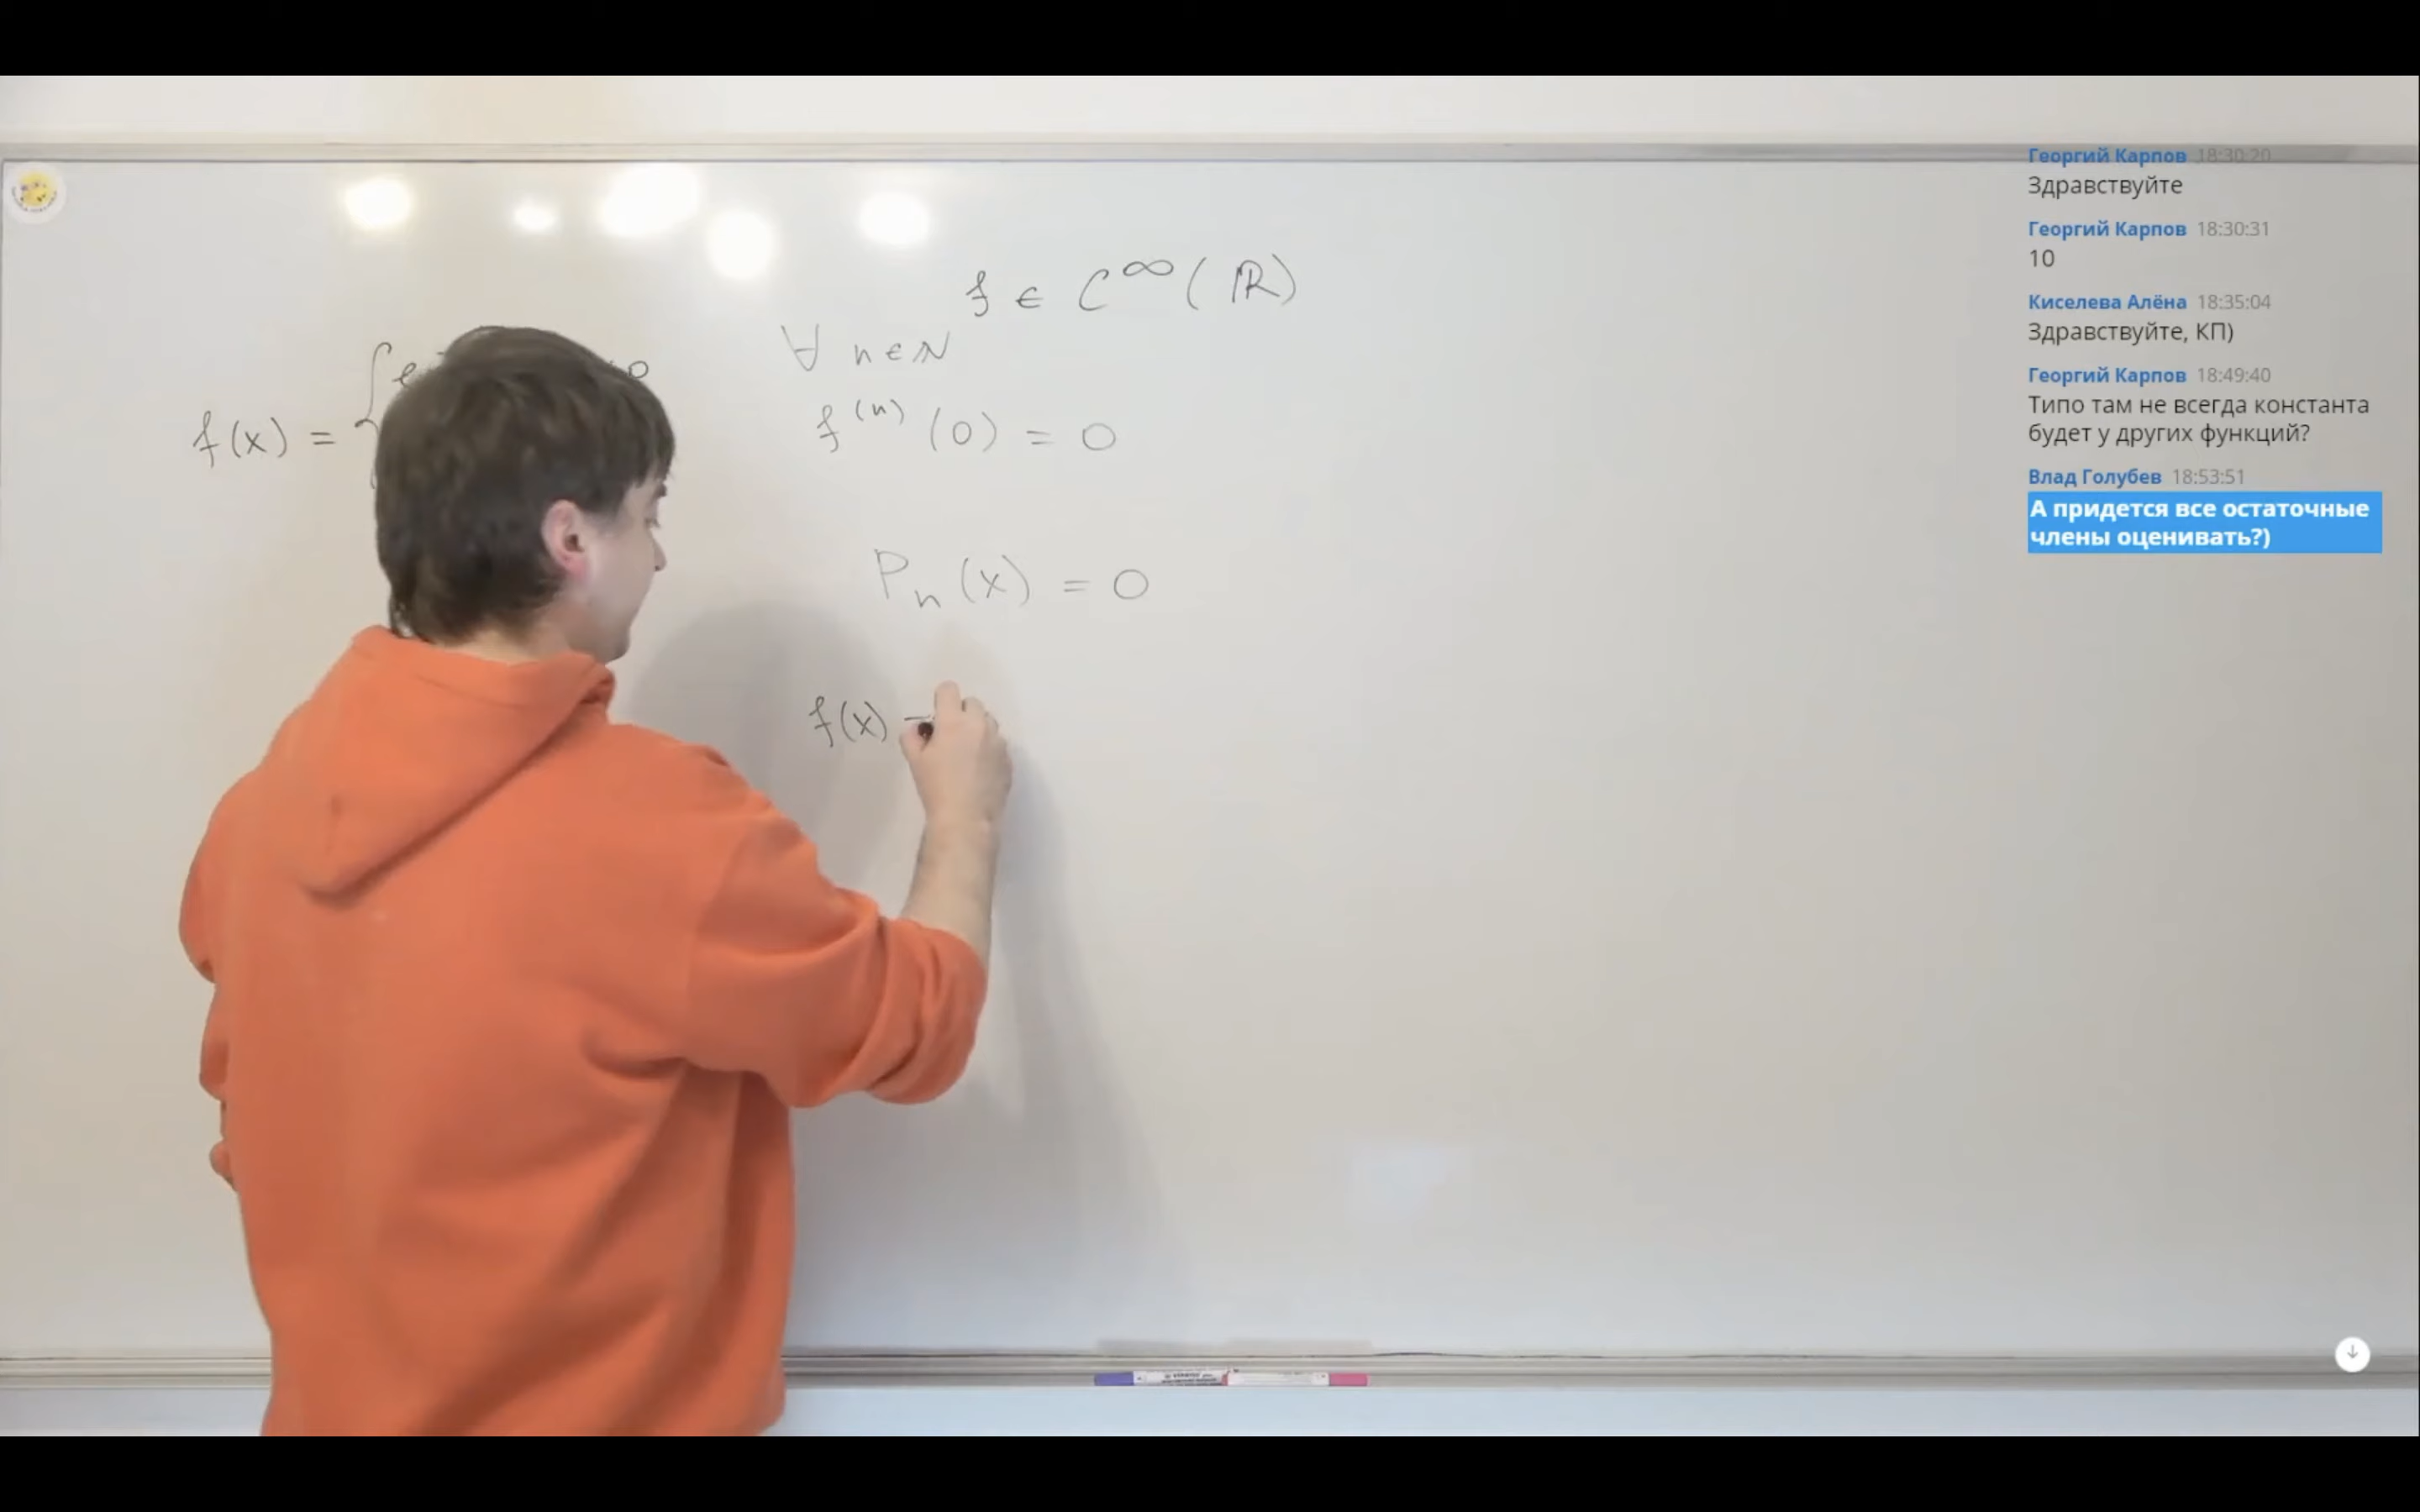 f ∈ C^∞(ℝ)
∀ n ∈ N
f(x) = { e
0
f^(n) (0) = 0
P_n (x) = 0
f(x) =
Георгий Карпов 18:30:20
Здравствуйте
Георгий Карпов 18:30:31
10
Киселева Алёна 18:35:04
Здравствуйте, КП)
Георгий Карпов 18:49:40
Типо там не всегда константа
будет у других функций?
Влад Голубев 18:53:51
А придется все остаточные
члены оценивать?)